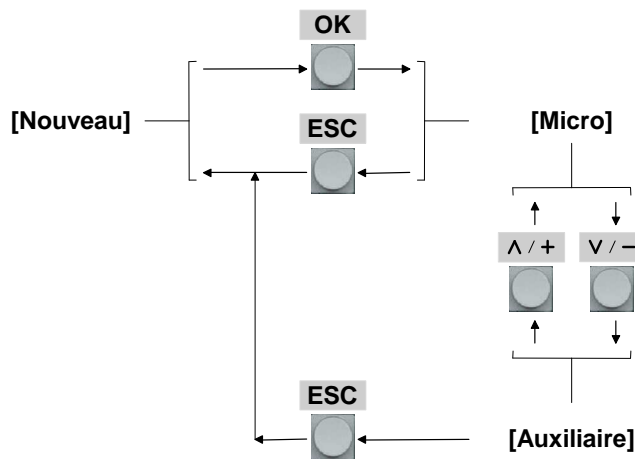 OK
[Nouveau]
ESC
[Micro]
∧ / +
∨ / −
ESC
[Auxiliaire]